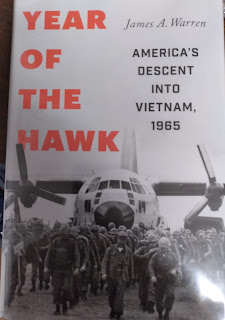 YEAR
OF
THE
HAWK
James A. Warren
AMERICA'S
DESCENT
INTO
VIETNAM,
1965